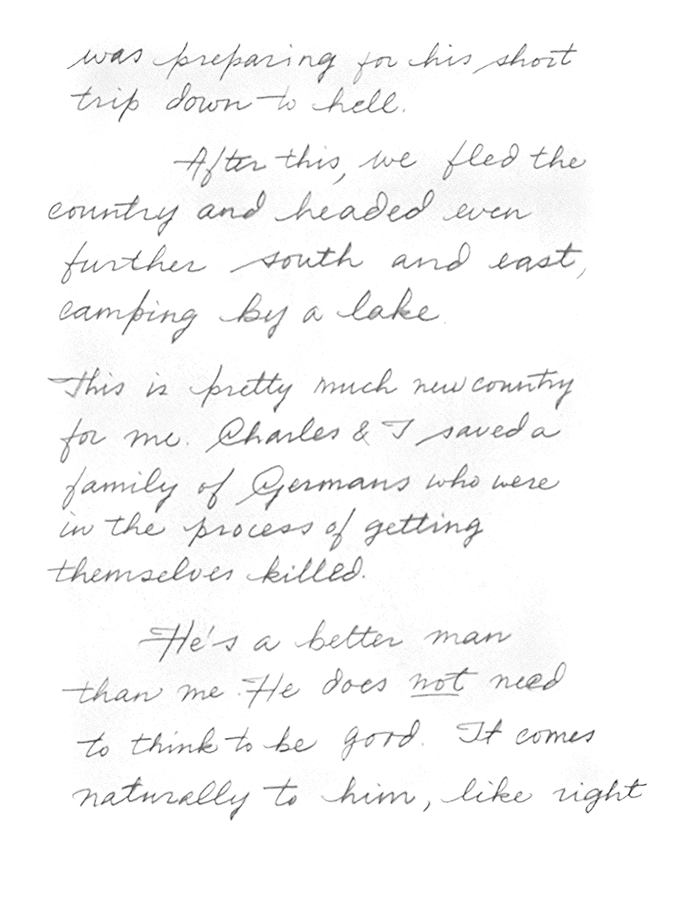 was preparing for his short
trip down to hell.
After this, we fled the
country and headed even
further south and east,
camping by a lake.
This is pretty much new country
for me. Charles & I saved a
family of Germans who were
in the process of getting
themselves killed.
He's a better man
than me. He does not need
to think to be good. It comes
naturally to him, like right